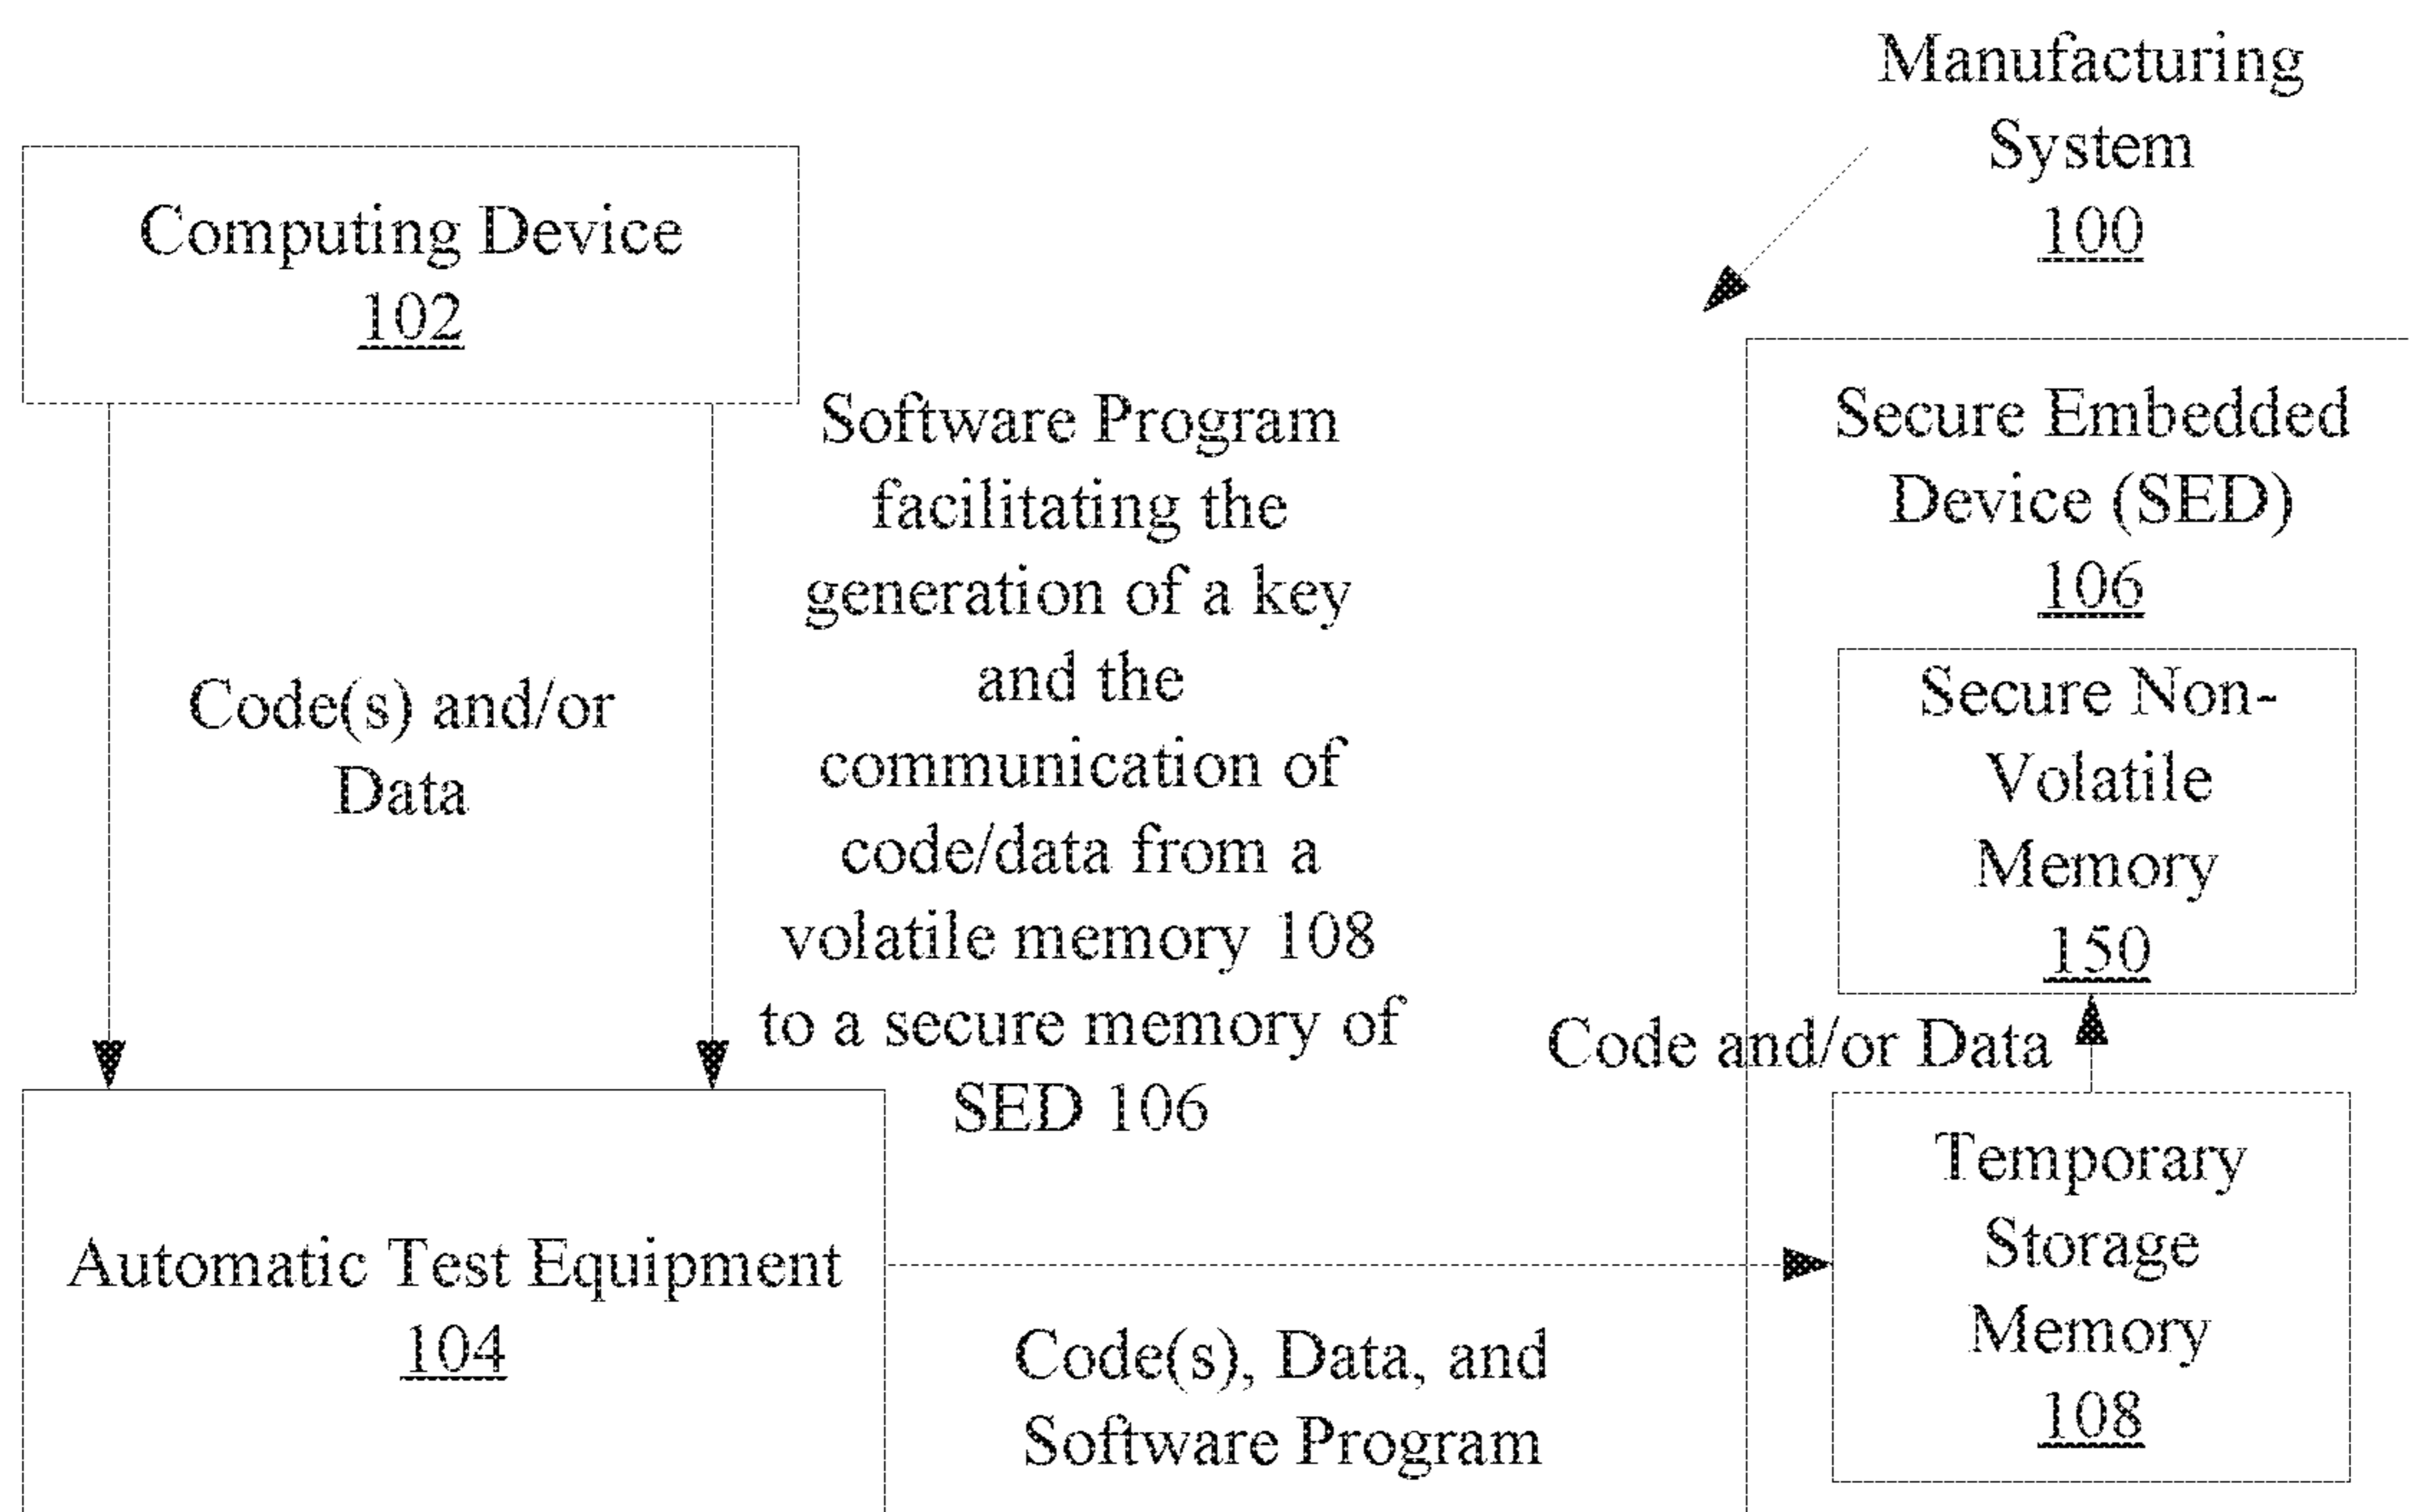 Manufacturing
System
100
Computing Device
102
Software Program
facilitating the
generation of a key
and the
communication of
code/data from a
volatile memory 108
to a secure memory of
SED 106
Code(s) and/or
Data
Secure Embedded
Device (SED)
106
Secure Non-
Volatile
Memory
150
Code and/or Data
Temporary
Storage
Memory
108
Automatic Test Equipment
104
Code(s), Data, and
Software Program